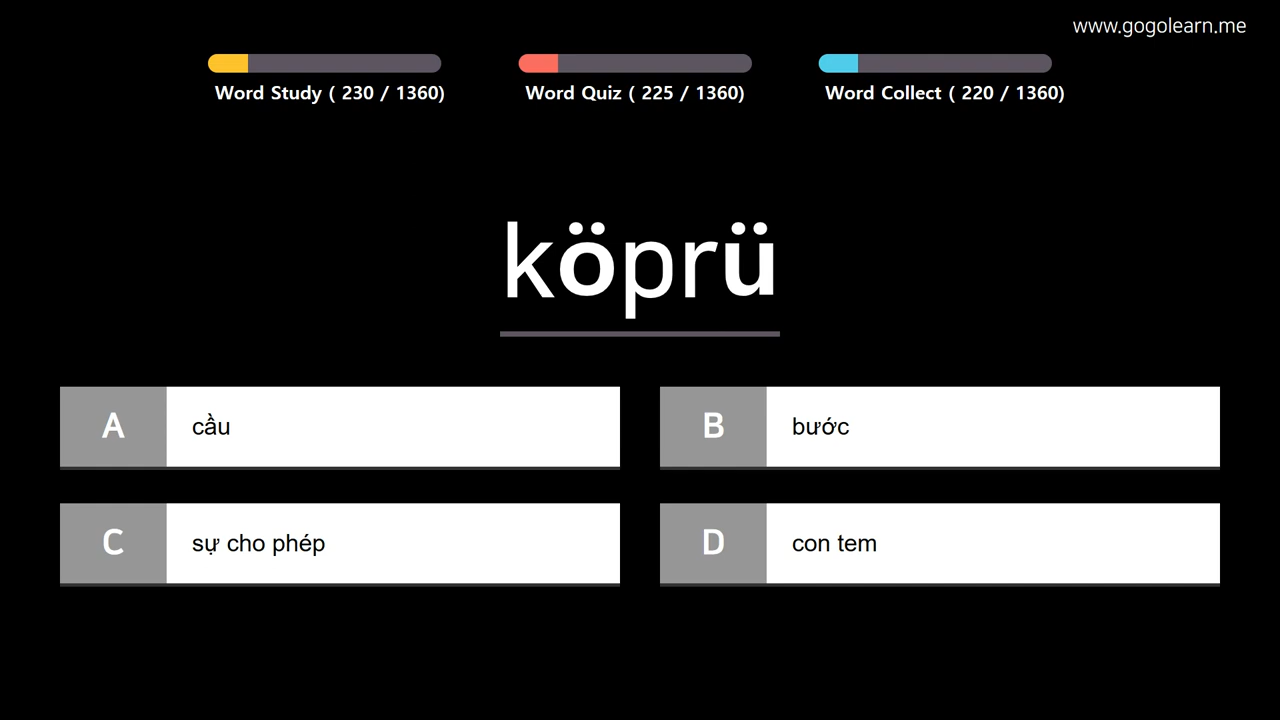 www.gogolearn.me
Word Study ( 230 / 1360)
Word Quiz ( 225 / 1360)
Word Collect ( 220 / 1360)
köprü
A cầu
B bước
C sự cho phép
D con tem